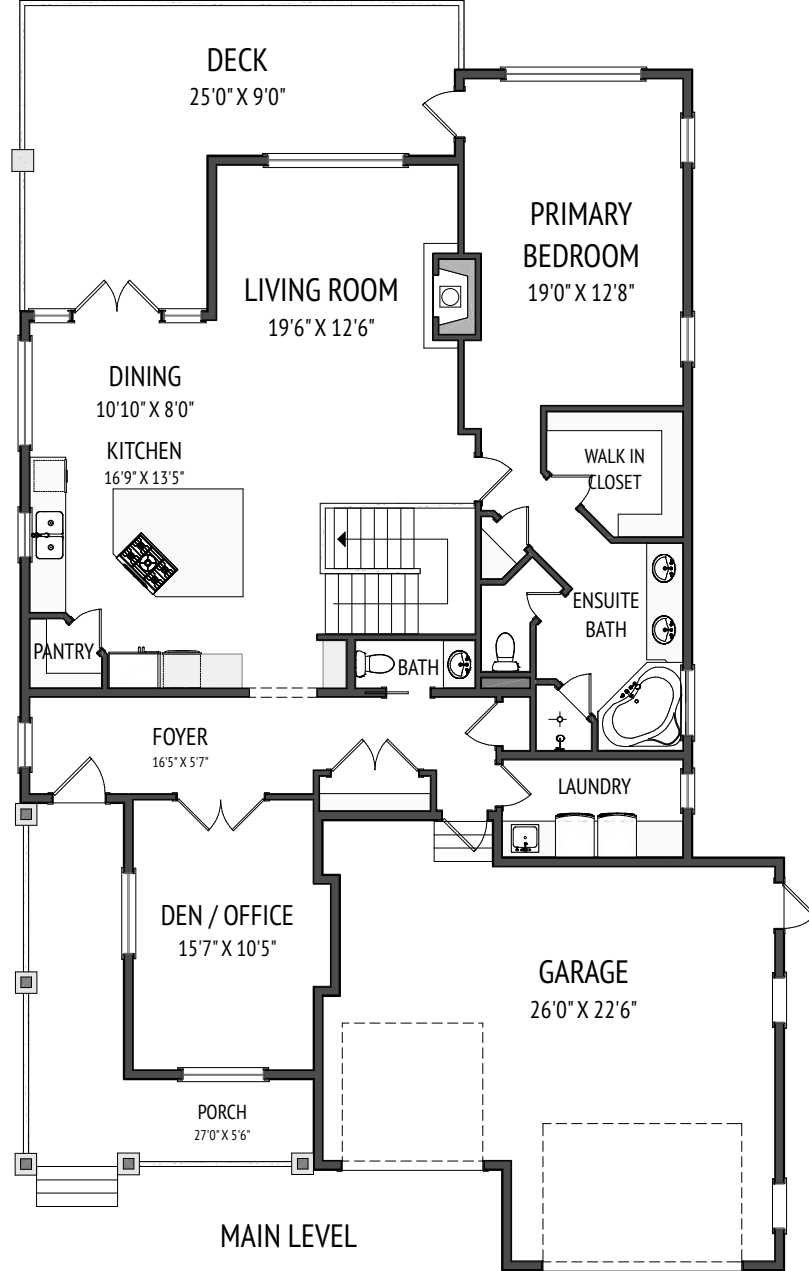 DECK
25'0" X 9'0"
PRIMARY
BEDROOM
19'0" X 12'8"
LIVING ROOM
19'6" X 12'6"
DINING
10'10" X 8'0"
KITCHEN
16'9" X 13'5"
WALK IN
CLOSET
ENSUITE
BATH
PANTRY
BATH
FOYER
16'5" X 5'7"
LAUNDRY
DEN / OFFICE
15'7" X 10'5"
GARAGE
26'0" X 22'6"
PORCH
27'0" X 5'6"
MAIN LEVEL